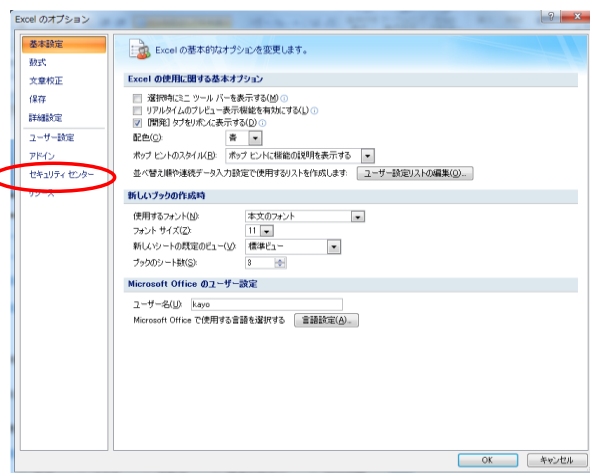 Excel のオプション
基本設定
数式
文章校正
保存
詳細設定
ユーザー設定
アドイン
セキュリティ センター
リソース
Excel の基本的なオプションを変更します。
Excel の使用に関する基本オプション
選択時にミニ ツール バーを表示する(M)
リアルタイムのプレビュー表示機能を有効にする(L)
[開発] タブをリボンに表示する(D)
配色(C): 青
ポップ ヒントのスタイル(R): ポップ ヒントに機能の説明を表示する
並べ替え順や連続データ入力設定で使用するリストを作成します: ユーザー設定リストの編集(O)...
新しいブックの作成時
使用するフォント(N): 本文のフォント
フォント サイズ(Z): 11
新しいシートの既定のビュー(V): 標準ビュー
ブックのシート数(S): 3
Microsoft Office のユーザー設定
ユーザー名(U): kayo
Microsoft Office で使用する言語を選択する 言語設定(A)...
OK キャンセル